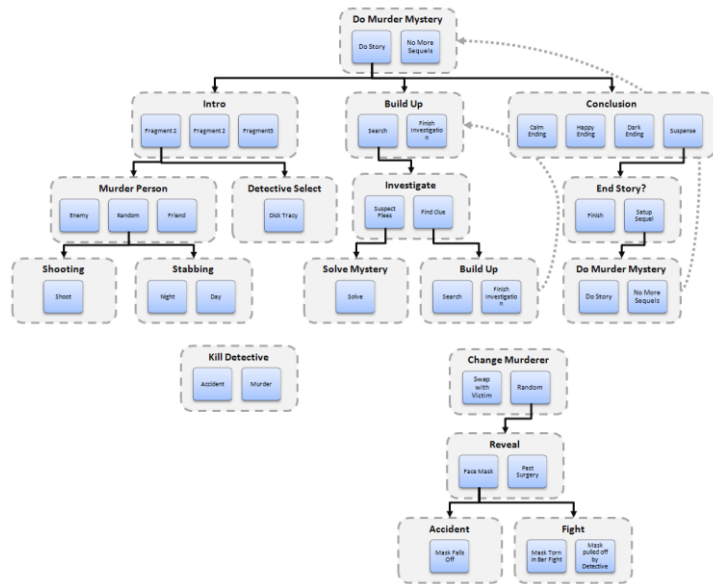 Do Murder Mystery
Do Story
No More
Sequels
Intro
Fragment 2
Fragment 2
Fragment3
Build Up
Search
Finish
Investigatio
n
Conclusion
Calm
Ending
Happy
Ending
Dark
Ending
Suspense
Murder Person
Enemy
Random
Friend
Detective Select
Dick Tracy
Investigate
Suspect
Flees
Find Clue
End Story?
Finish
Setup
Sequel
Shooting
Shoot
Stabbing
Night
Day
Solve Mystery
Solve
Build Up
Search
Finish
Investigatio
n
Do Murder Mystery
Do Story
No More
Sequels
Kill Detective
Accident
Murder
Change Murderer
Swap
with
Victim
Random
Reveal
Face Mask
Past
Surgery
Accident
Mask Falls
Off
Fight
Mask Torn
in Bar Fight
Mask
pulled off
by
Detective